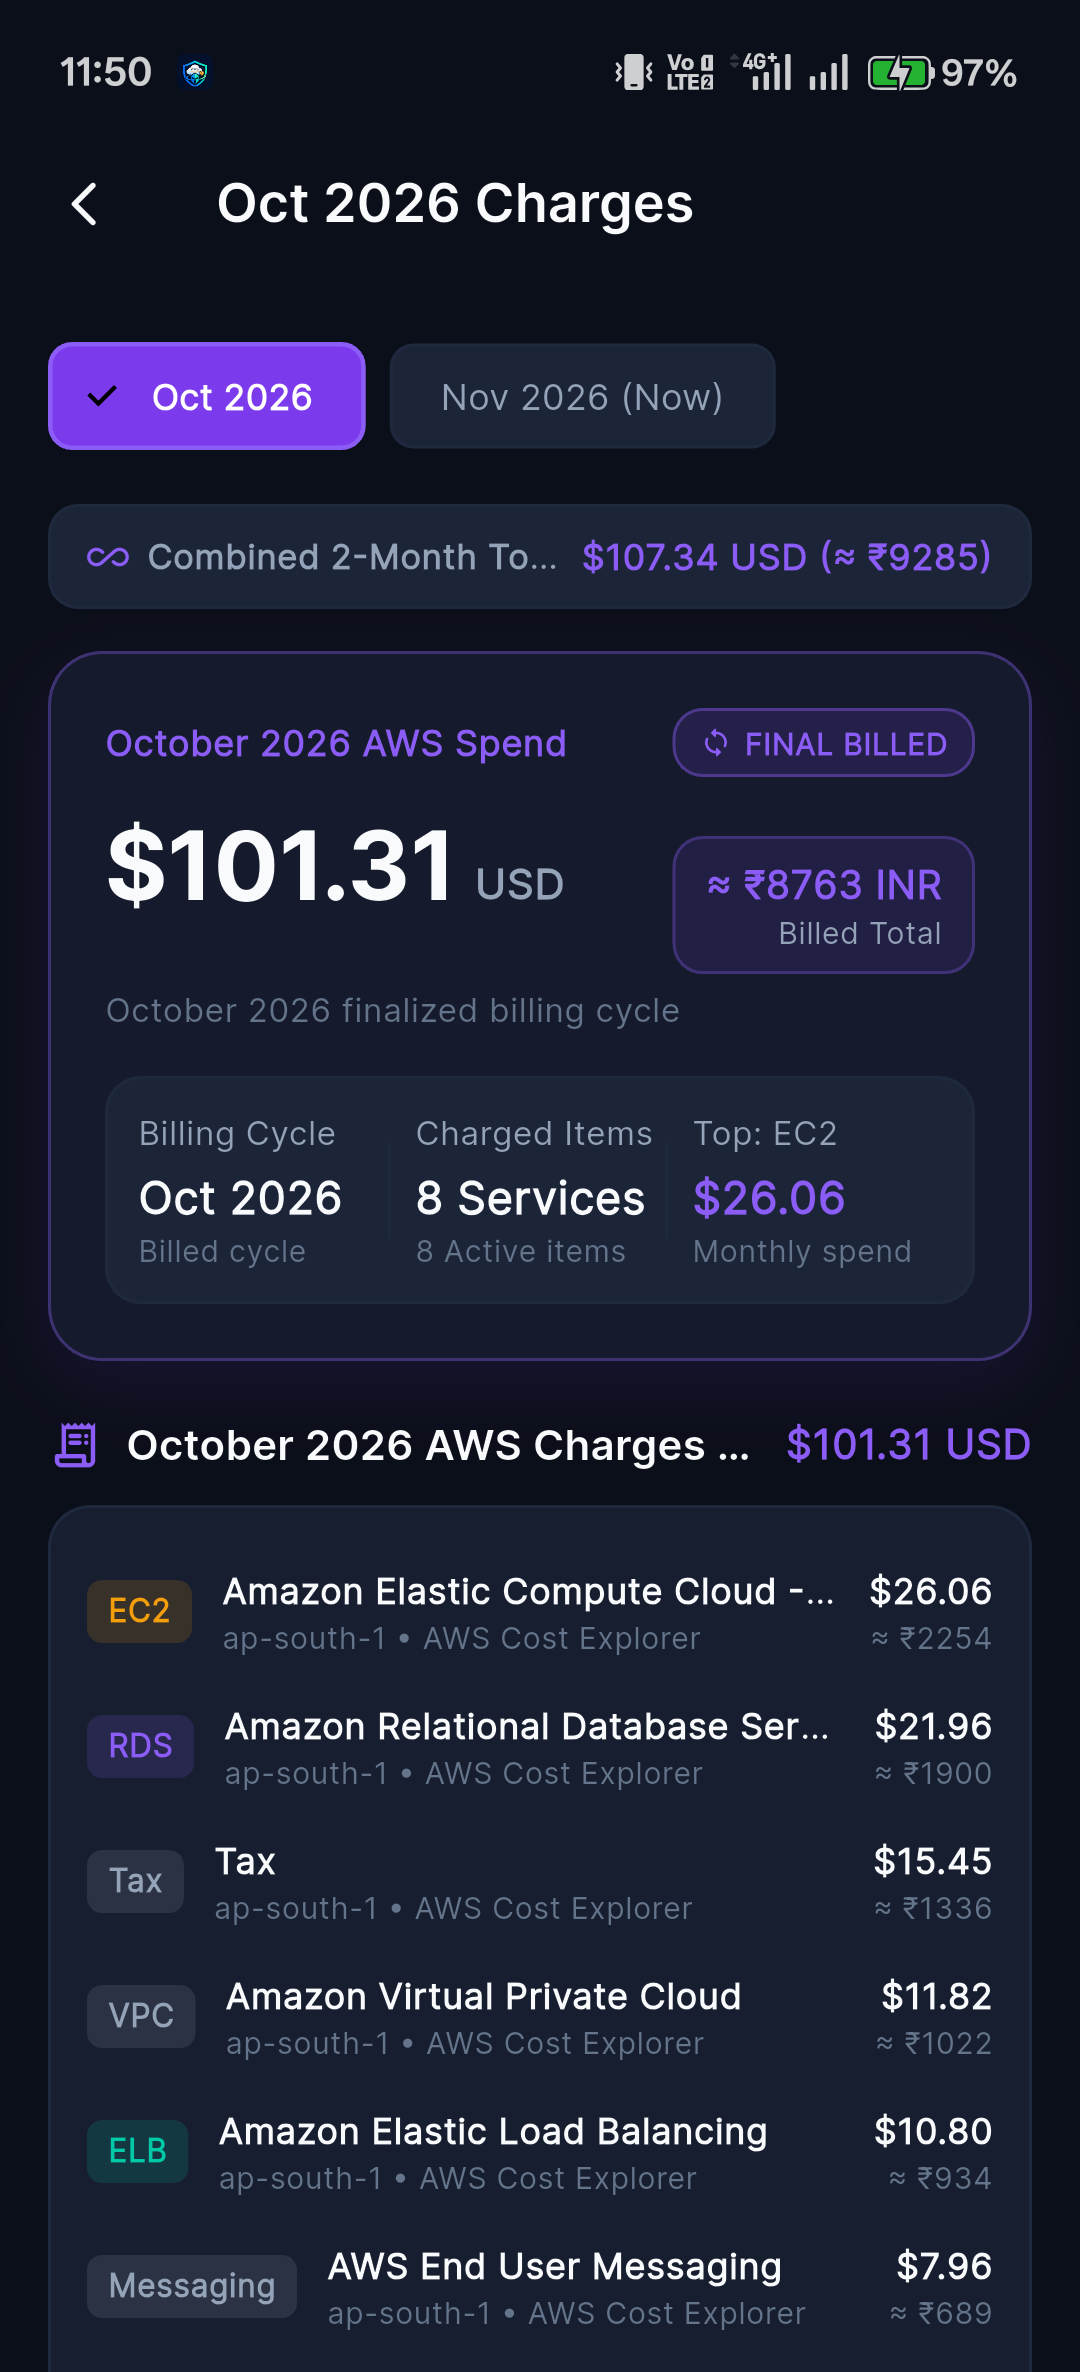 11:50 Vo 1 LTE 2 4G+ 97%
Oct 2026 Charges
Oct 2026 Nov 2026 (Now)
Combined 2-Month To... $107.34 USD (≈ ₹9285)
October 2026 AWS Spend FINAL BILLED
$101.31 USD ≈ ₹8763 INR
Billed Total
October 2026 finalized billing cycle
Billing Cycle Charged Items Top: EC2
Oct 2026 8 Services $26.06
Billed cycle 8 Active items Monthly spend
October 2026 AWS Charges ... $101.31 USD
EC2 Amazon Elastic Compute Cloud -... $26.06
ap-south-1 • AWS Cost Explorer ≈ ₹2254
RDS Amazon Relational Database Ser... $21.96
ap-south-1 • AWS Cost Explorer ≈ ₹1900
Tax Tax $15.45
ap-south-1 • AWS Cost Explorer ≈ ₹1336
VPC Amazon Virtual Private Cloud $11.82
ap-south-1 • AWS Cost Explorer ≈ ₹1022
ELB Amazon Elastic Load Balancing $10.80
ap-south-1 • AWS Cost Explorer ≈ ₹934
Messaging AWS End User Messaging $7.96
ap-south-1 • AWS Cost Explorer ≈ ₹689